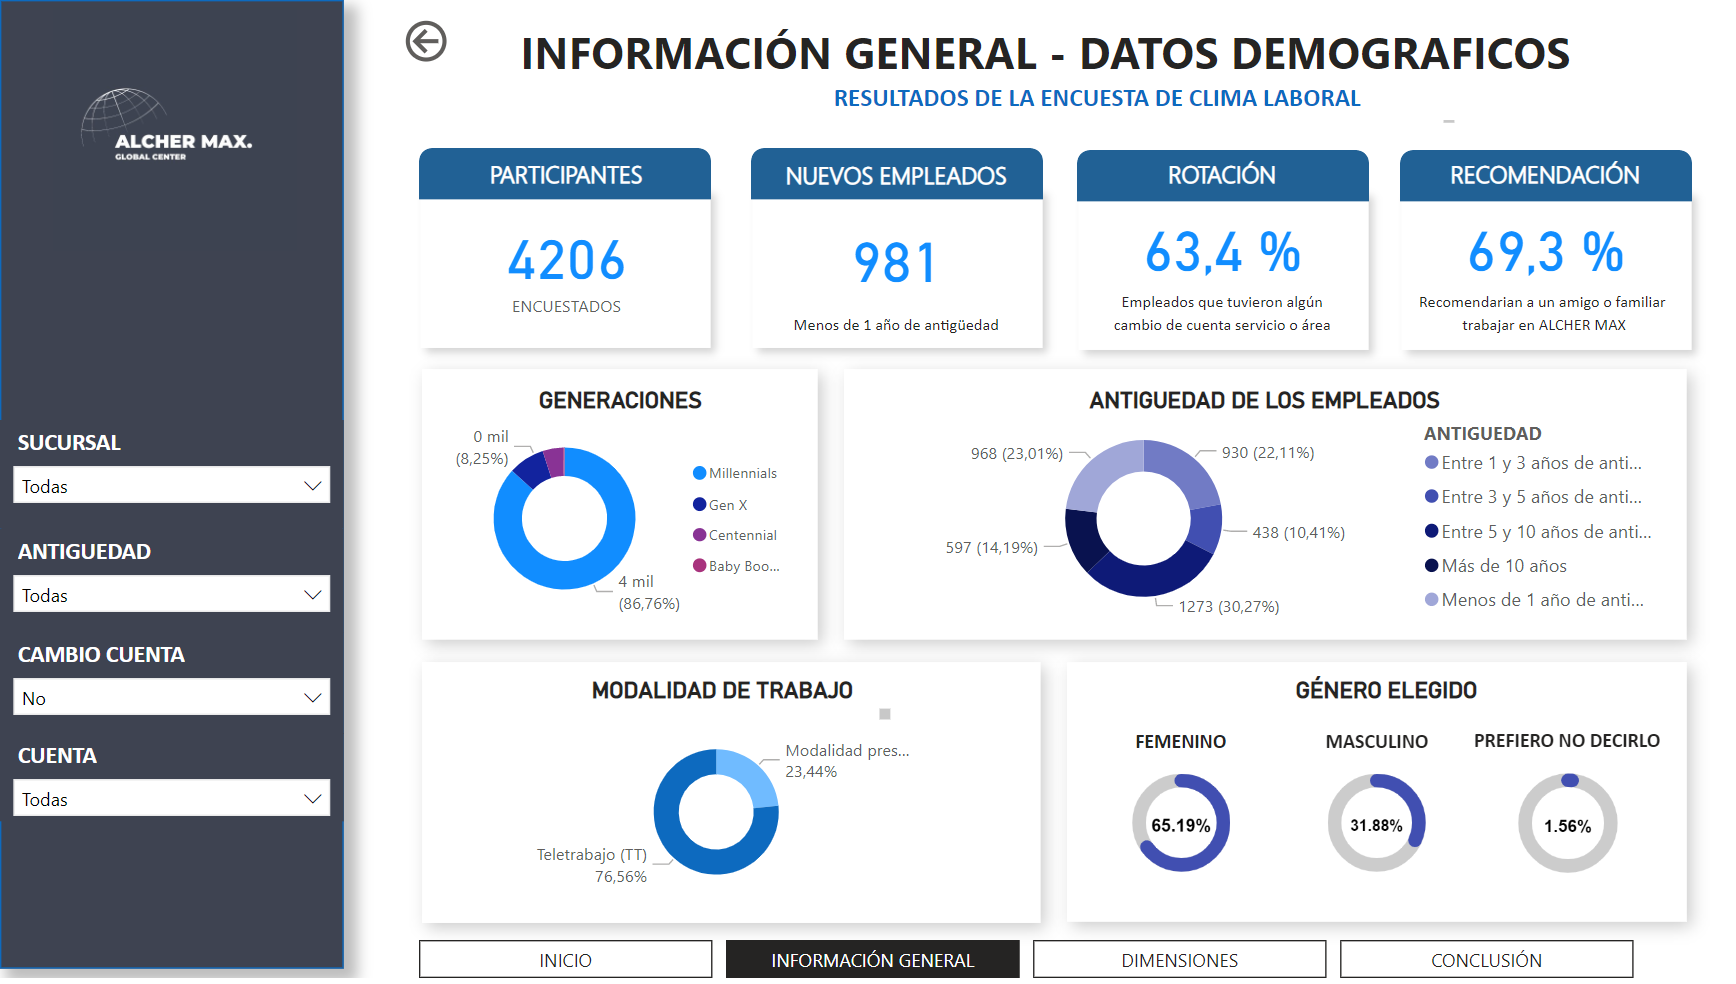 INFORMACIÓN GENERAL - DATOS DEMOGRAFICOS
RESULTADOS DE LA ENCUESTA DE CLIMA LABORAL
ALCHER MAX.
GLOBAL CENTER
SUCURSAL
Todas
ANTIGUEDAD
Todas
CAMBIO CUENTA
No
CUENTA
Todas
PARTICIPANTES
4206
ENCUESTADOS
NUEVOS EMPLEADOS
981
Menos de 1 año de antigüedad
ROTACIÓN
63,4 %
Empleados que tuvieron algún
cambio de cuenta servicio o área
RECOMENDACIÓN
69,3 %
Recomendarian a un amigo o familiar
trabajar en ALCHER MAX
GENERACIONES
0 mil
(8,25%)
4 mil
(86,76%)
Millennials
Gen X
Centennial
Baby Boo...
ANTIGUEDAD DE LOS EMPLEADOS
968 (23,01%)
930 (22,11%)
438 (10,41%)
597 (14,19%)
1273 (30,27%)
ANTIGUEDAD
Entre 1 y 3 años de anti...
Entre 3 y 5 años de anti...
Entre 5 y 10 años de anti...
Más de 10 años
Menos de 1 año de anti...
MODALIDAD DE TRABAJO
Modalidad pres...
23,44%
Teletrabajo (TT)
76,56%
GÉNERO ELEGIDO
FEMENINO
65.19%
MASCULINO
31.88%
PREFIERO NO DECIRLO
1.56%
INICIO
INFORMACIÓN GENERAL
DIMENSIONES
CONCLUSIÓN